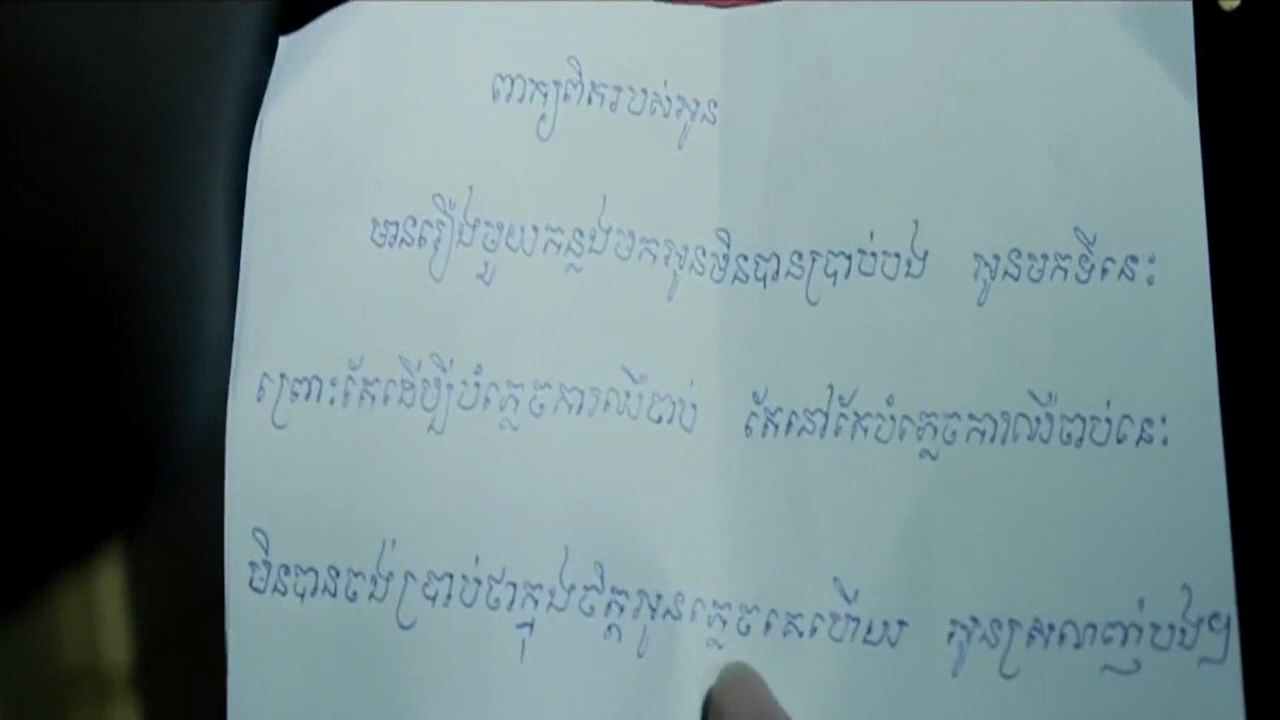 ពាក្យពិតរបស់អូន
មានរឿងមួយកន្លងមកអូនមិនបានប្រាប់បង អូនមកទីនេះ
ព្រោះតែដើម្បីបំភ្លេចការឈឺចាប់ តែនៅតែបំភ្លេចការឈឺចាប់នេះ
មិនបានចង់ប្រាប់ថាក្នុងចិត្តអូនភ្លេចគេហើយ អូនស្រលាញ់បងៗ